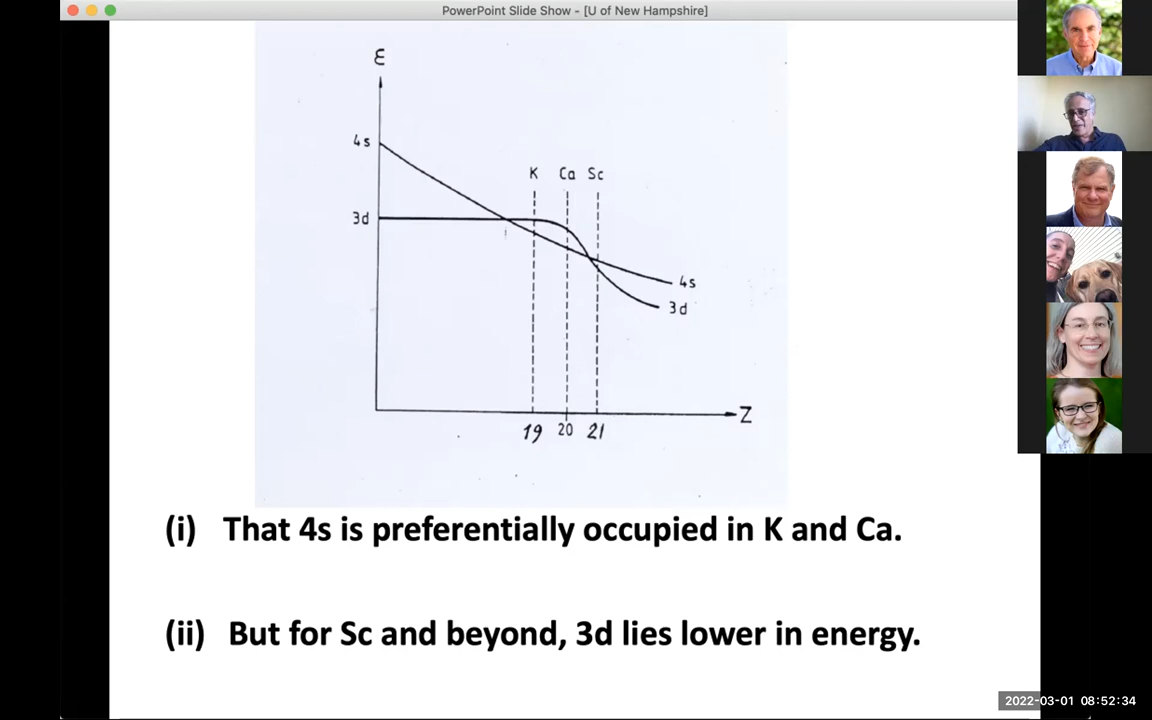 PowerPoint Slide Show - [U of New Hampshire]
ε
4s
K Ca Sc
3d
4s
3d
Z
19 20 21
(i) That 4s is preferentially occupied in K and Ca.
(ii) But for Sc and beyond, 3d lies lower in energy.
2022-03-01 08:52:34